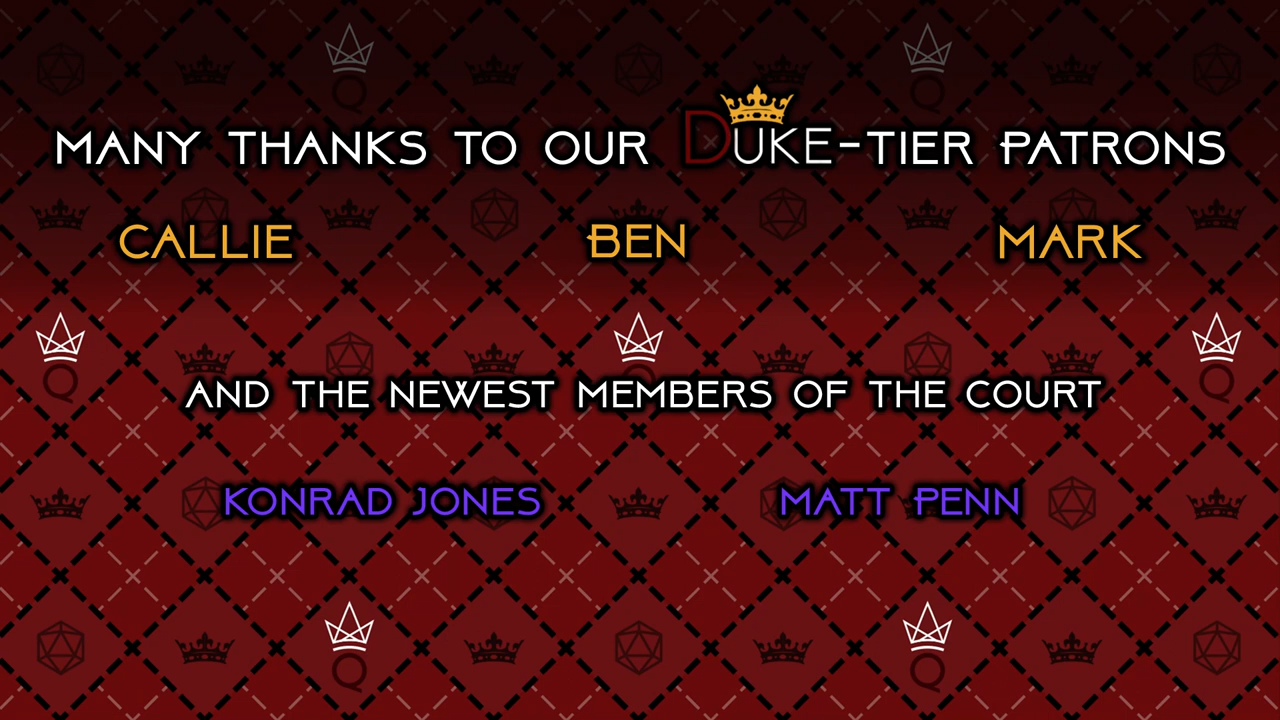 MANY THANKS TO OUR DUKE-TIER PATRONS
CALLIE BEN MARK
AND THE NEWEST MEMBERS OF THE COURT
KONRAD JONES MATT PENN